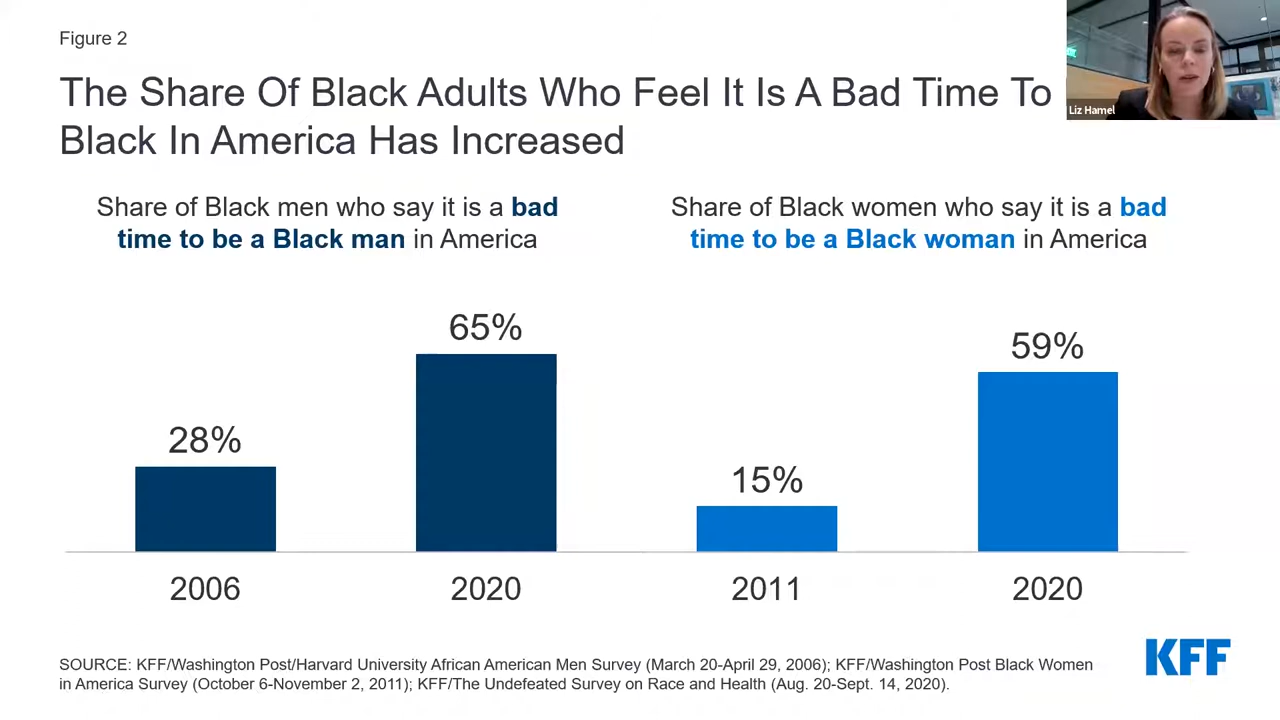 Figure 2
The Share Of Black Adults Who Feel It Is A Bad Time To
Black In America Has Increased
Liz Hamel
Share of Black men who say it is a bad
time to be a Black man in America
Share of Black women who say it is a bad
time to be a Black woman in America
28%
65%
15%
59%
2006
2020
2011
2020
SOURCE: KFF/Washington Post/Harvard University African American Men Survey (March 20-April 29, 2006); KFF/Washington Post Black Women
in America Survey (October 6-November 2, 2011); KFF/The Undefeated Survey on Race and Health (Aug. 20-Sept. 14, 2020).
KFF